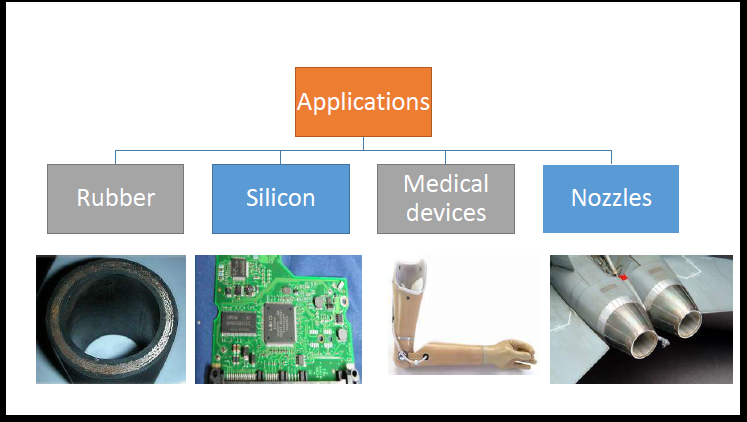 Applications
Rubber
Silicon
Medical
devices
Nozzles